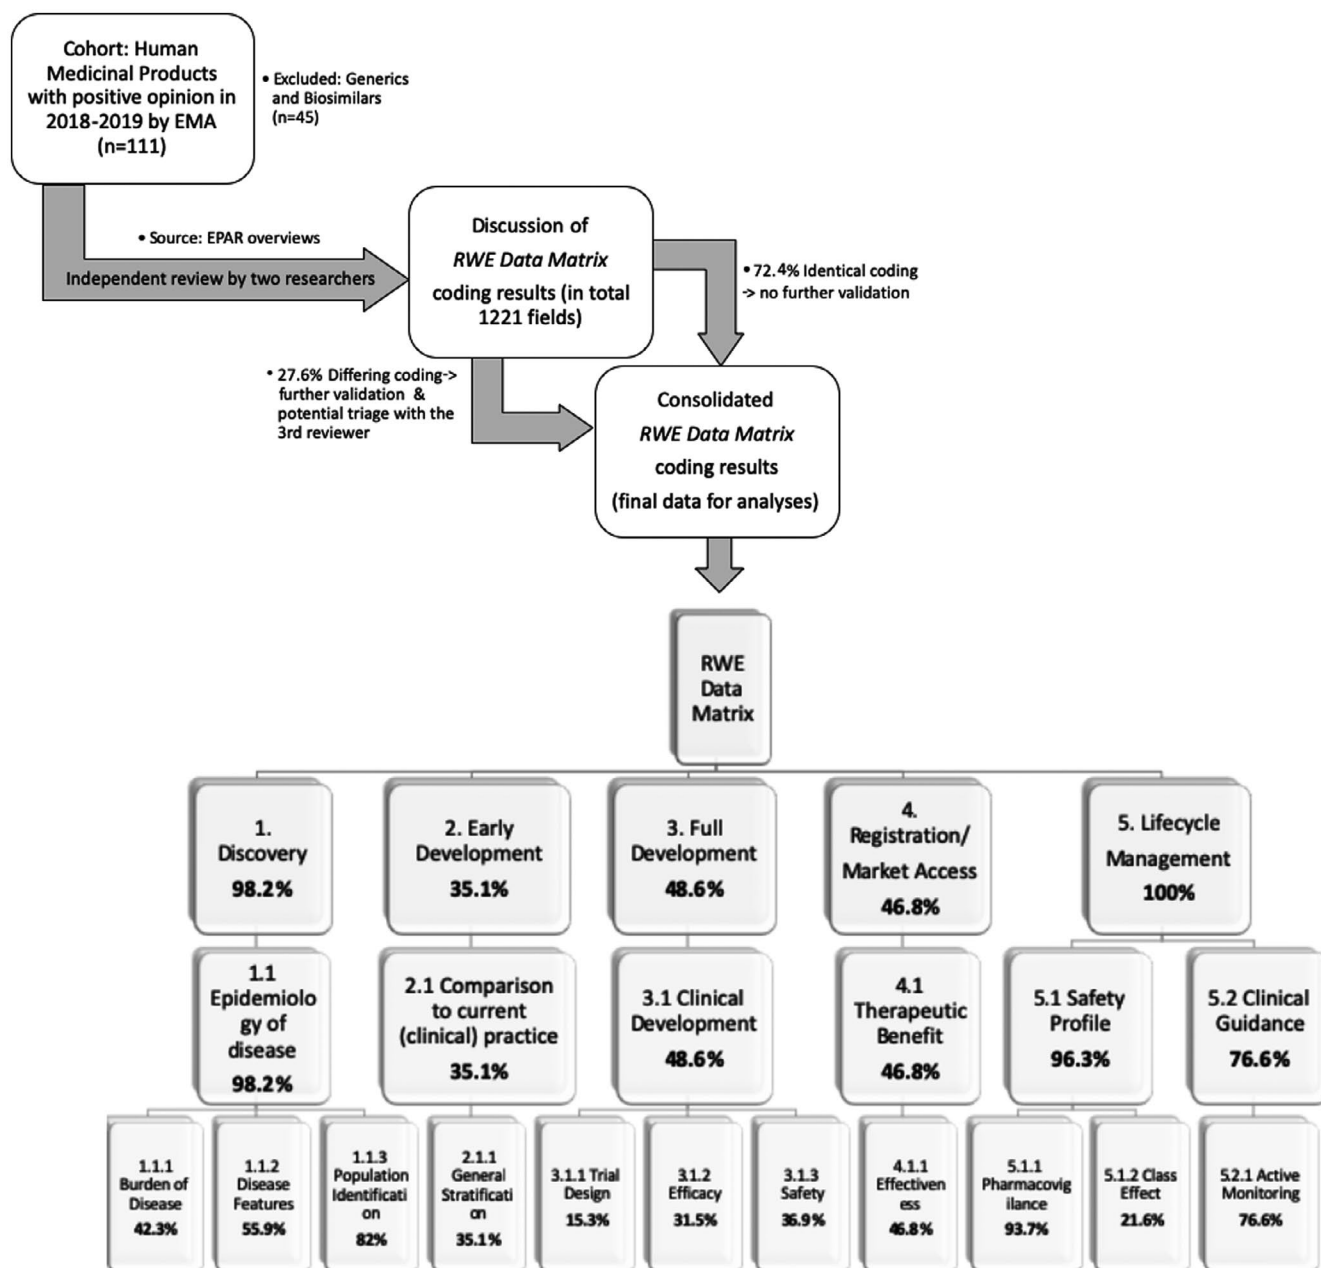 Cohort: Human
Medicinal Products
with positive opinion in
2018-2019 by EMA
(n=111)
• Excluded: Generics
and Biosimilars
(n=45)
• Source: EPAR overviews
Independent review by two researchers
Discussion of
RWE Data Matrix
coding results (in total
1221 fields)
• 72.4% Identical coding
-> no further validation
• 27.6% Differing coding->
further validation &
potential triage with the
3rd reviewer
Consolidated
RWE Data Matrix
coding results
(final data for analyses)
RWE
Data
Matrix
1.
Discovery
98.2%
2. Early
Development
35.1%
3. Full
Development
48.6%
4.
Registration/
Market Access
46.8%
5. Lifecycle
Management
100%
1.1
Epidemiolo
gy of
disease
98.2%
2.1 Comparison
to current
(clinical) practice
35.1%
3.1 Clinical
Development
48.6%
4.1
Therapeutic
Benefit
46.8%
5.1 Safety
Profile
96.3%
5.2 Clinical
Guidance
76.6%
1.1.1
Burden of
Disease
42.3%
1.1.2
Disease
Features
55.9%
1.1.3
Population
Identificati
on
82%
2.1.1
General
Stratificati
on
35.1%
3.1.1 Trial
Design
15.3%
3.1.2
Efficacy
31.5%
3.1.3
Safety
36.9%
4.1.1
Effectiven
ess
46.8%
5.1.1
Pharmacovig
ilance
93.7%
5.1.2 Class
Effect
21.6%
5.2.1 Active
Monitoring
76.6%